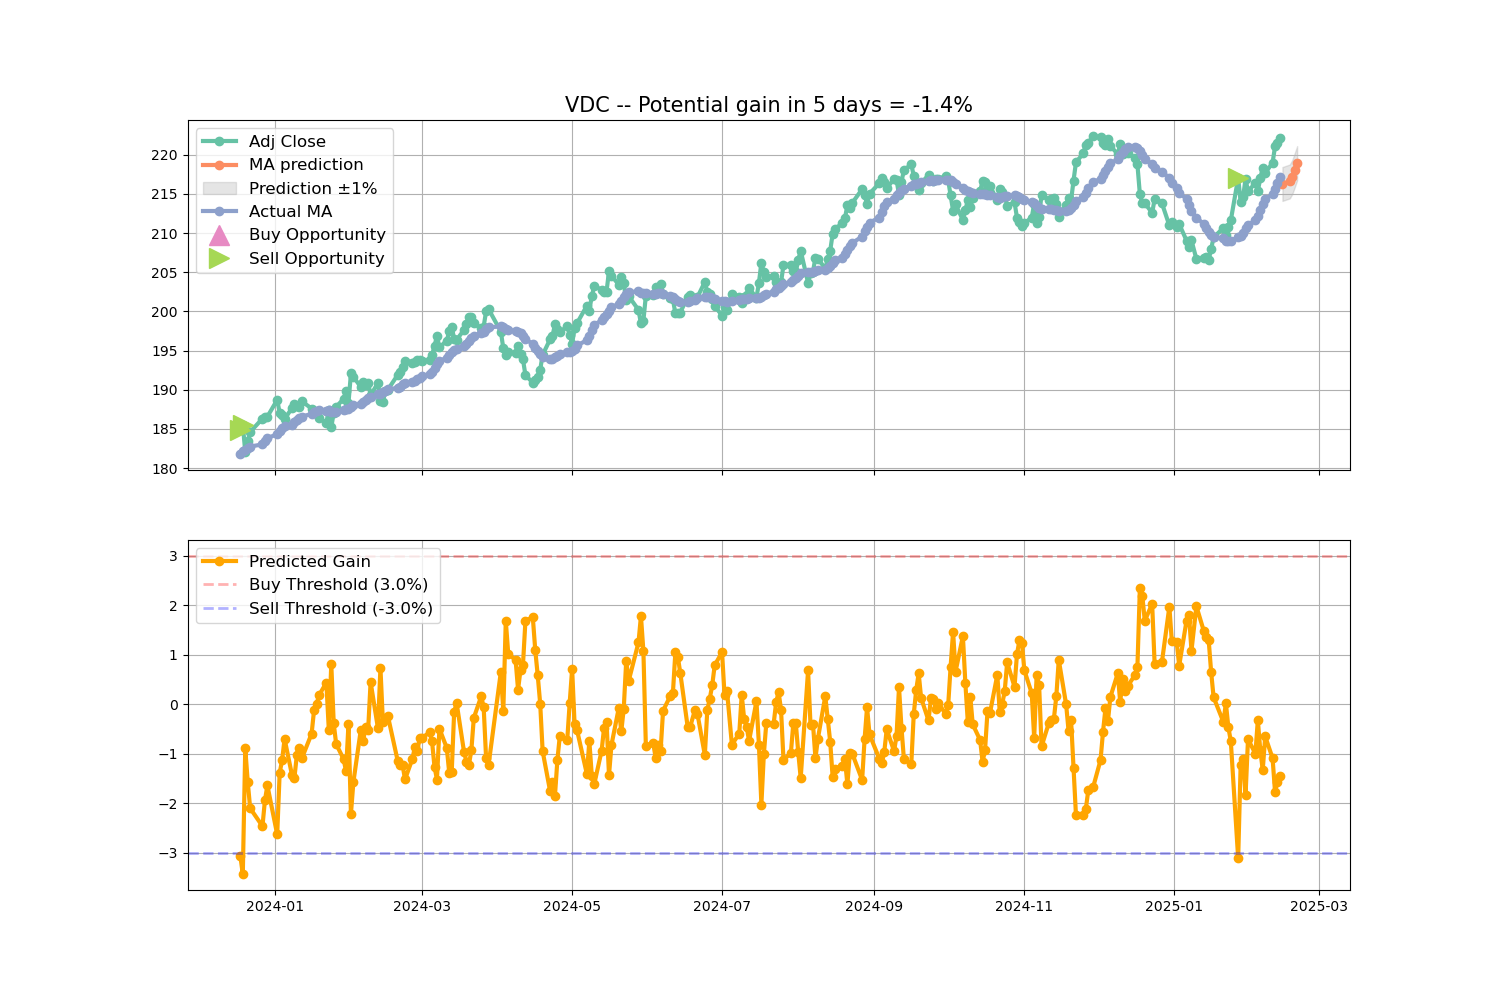 VDC -- Potential gain in 5 days = -1.4%
Adj Close
MA prediction
Prediction ±1%
Actual MA
Buy Opportunity
Sell Opportunity
220
215
210
205
200
195
190
185
180
Predicted Gain
Buy Threshold (3.0%)
Sell Threshold (-3.0%)
3
2
1
0
−1
−2
−3
2024-01 2024-03 2024-05 2024-07 2024-09 2024-11 2025-01 2025-03